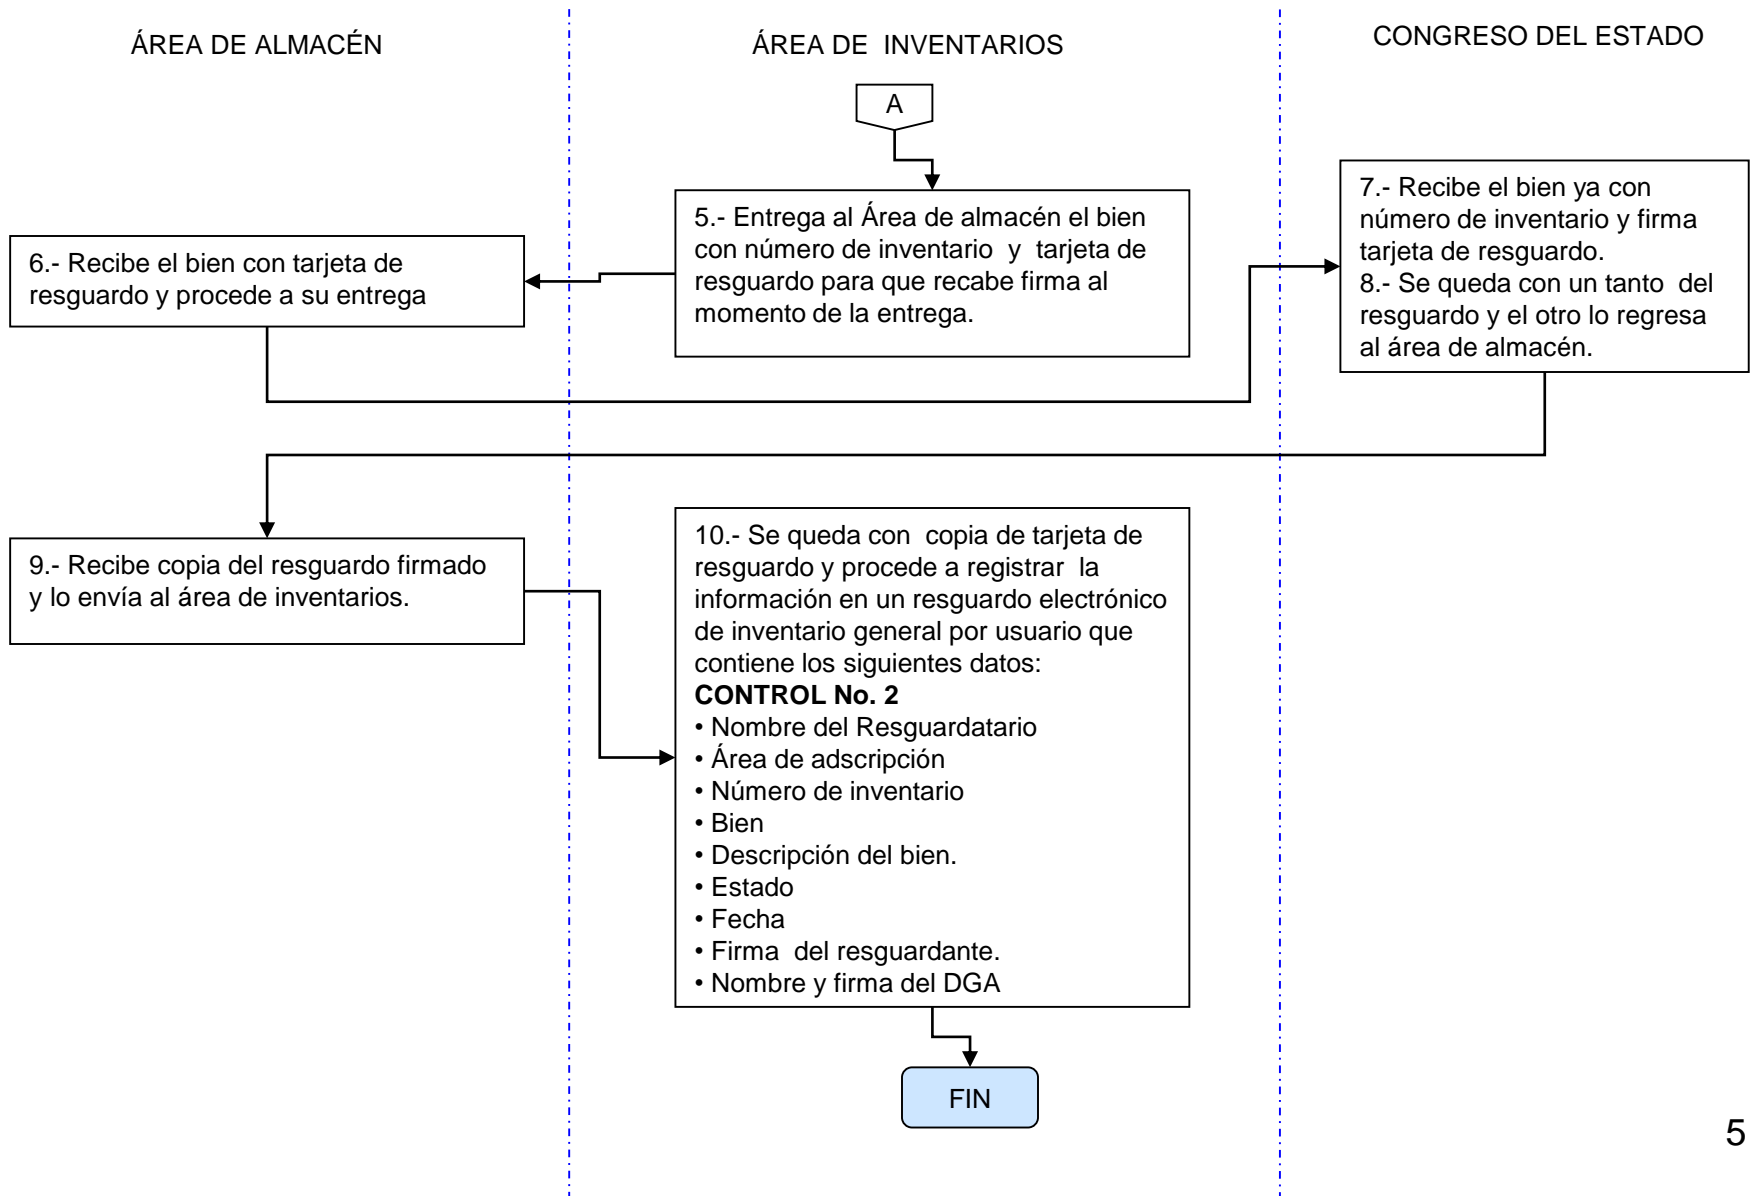 ÁREA DE ALMACÉN
ÁREA DE INVENTARIOS
CONGRESO DEL ESTADO
A
5.- Entrega al Área de almacén el bien
con número de inventario y tarjeta de
resguardo para que recabe firma al
momento de la entrega.
6.- Recibe el bien con tarjeta de
resguardo y procede a su entrega
7.- Recibe el bien ya con
número de inventario y firma
tarjeta de resguardo.
8.- Se queda con un tanto del
resguardo y el otro lo regresa
al área de almacén.
9.- Recibe copia del resguardo firmado
y lo envía al área de inventarios.
10.- Se queda con copia de tarjeta de
resguardo y procede a registrar la
información en un resguardo electrónico
de inventario general por usuario que
contiene los siguientes datos:
CONTROL No. 2
• Nombre del Resguardatario
• Área de adscripción
• Número de inventario
• Bien
• Descripción del bien.
• Estado
• Fecha
• Firma del resguardante.
• Nombre y firma del DGA
FIN
5